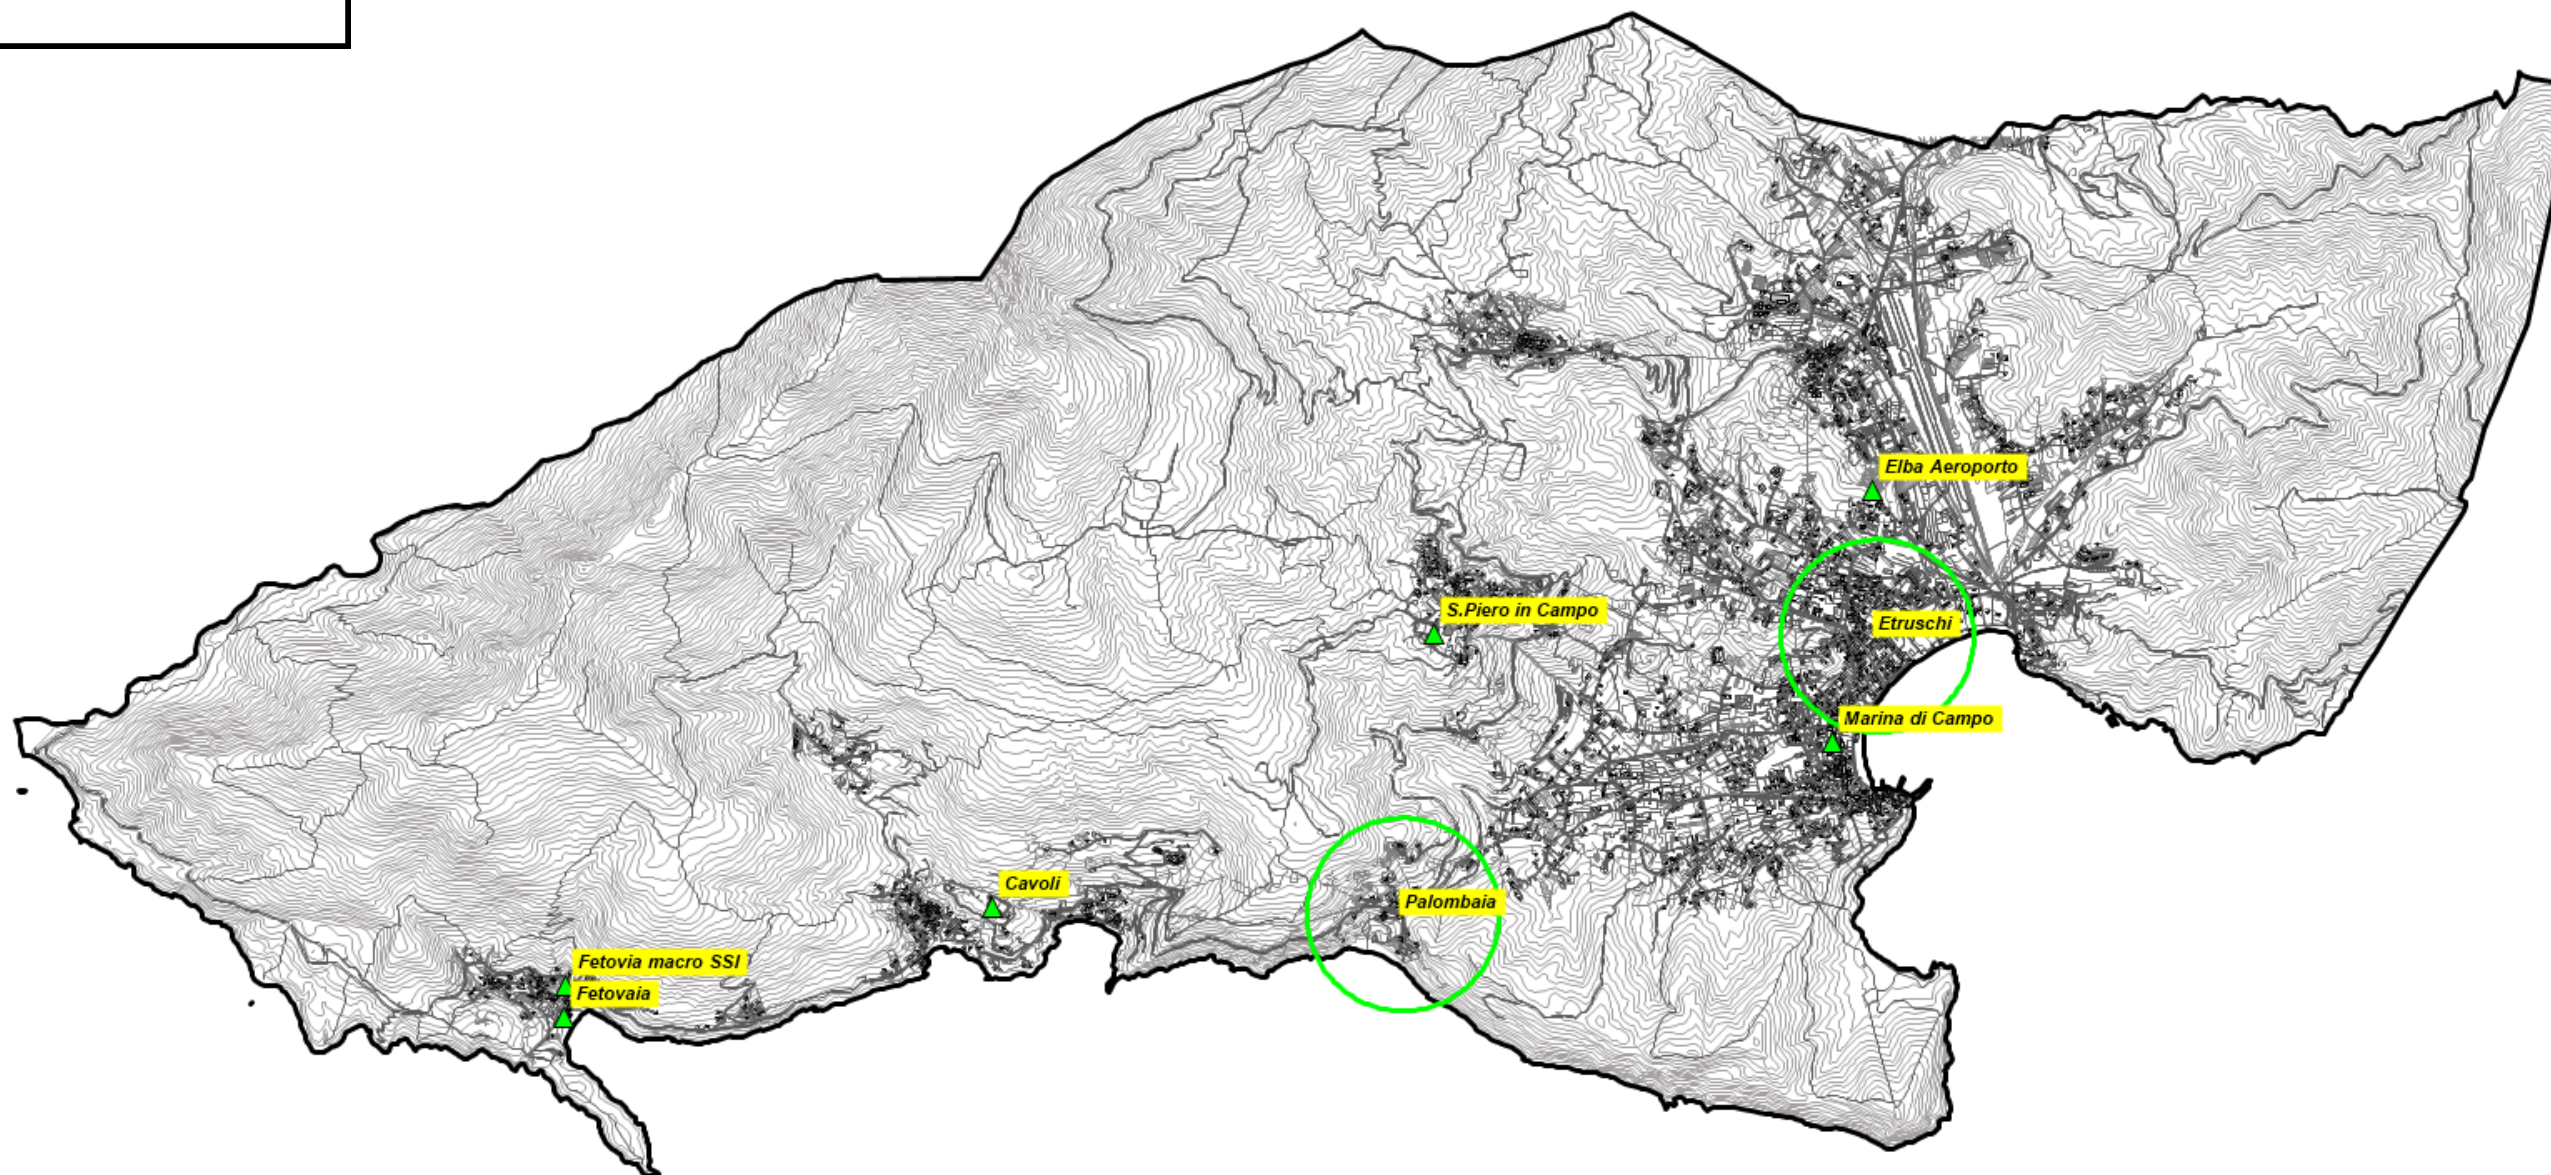 Elba Aeroporto
S.Piero in Campo
Etruschi
Marina di Campo
Cavoli
Palombaia
Fetovia macro SSI
Fetovaia